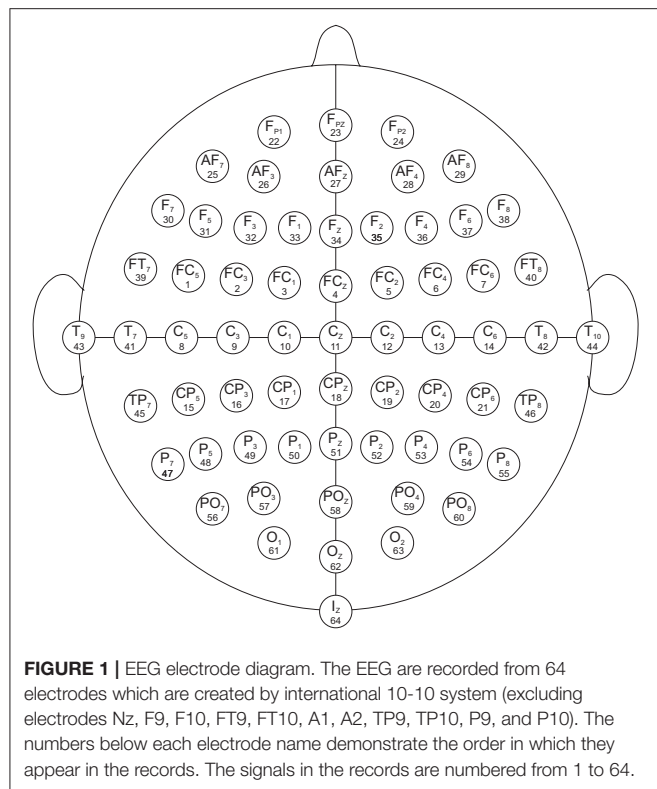 FP1 FPZ FP2
22 23 24
AF7 AF3 AFZ AF4 AF8
25 26 27 28 29
F7 F5 F3 F1 FZ F2 F4 F6 F8
30 31 32 33 34 35 36 37 38
FT7 FC5 FC3 FC1 FCZ FC2 FC4 FC6 FT8
39 1 2 3 4 5 6 7 40
T9 T7 C5 C3 C1 CZ C2 C4 C6 T8 T10
43 41 8 9 10 11 12 13 14 42 44
TP7 CP5 CP3 CP1 CPZ CP2 CP4 CP6 TP8
45 15 16 17 18 19 20 21 46
P7 P5 P3 P1 PZ P2 P4 P6 P8
47 48 49 50 51 52 53 54 55
PO7 PO3 POZ PO4 PO8
56 57 58 59 60
O1 OZ O2
61 62 63
IZ
64
FIGURE 1 | EEG electrode diagram. The EEG are recorded from 64
electrodes which are created by international 10-10 system (excluding
electrodes Nz, F9, F10, FT9, FT10, A1, A2, TP9, TP10, P9, and P10). The
numbers below each electrode name demonstrate the order in which they
appear in the records. The signals in the records are numbered from 1 to 64.